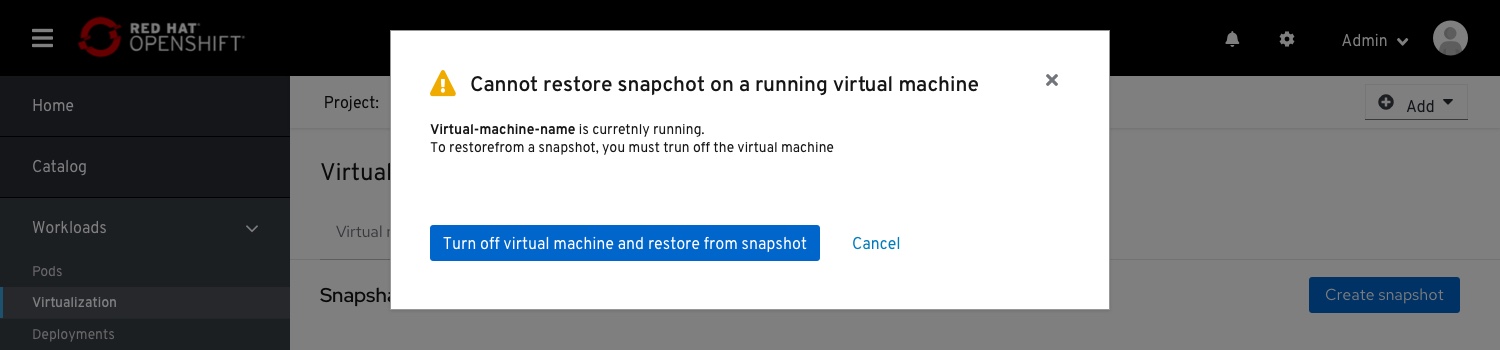 RED HAT
OPENSHIFT
Admin
Home
Catalog
Workloads
Pods
Virtualization
Deployments
Project:
Add
Virtual
Virtual
Snapsh
Create snapshot
Cannot restore snapchot on a running virtual machine
Virtual-machine-name is curretnly running.
To restorefrom a snapshot, you must trun off the virtual machine
Turn off virtual machine and restore from snapshot
Cancel